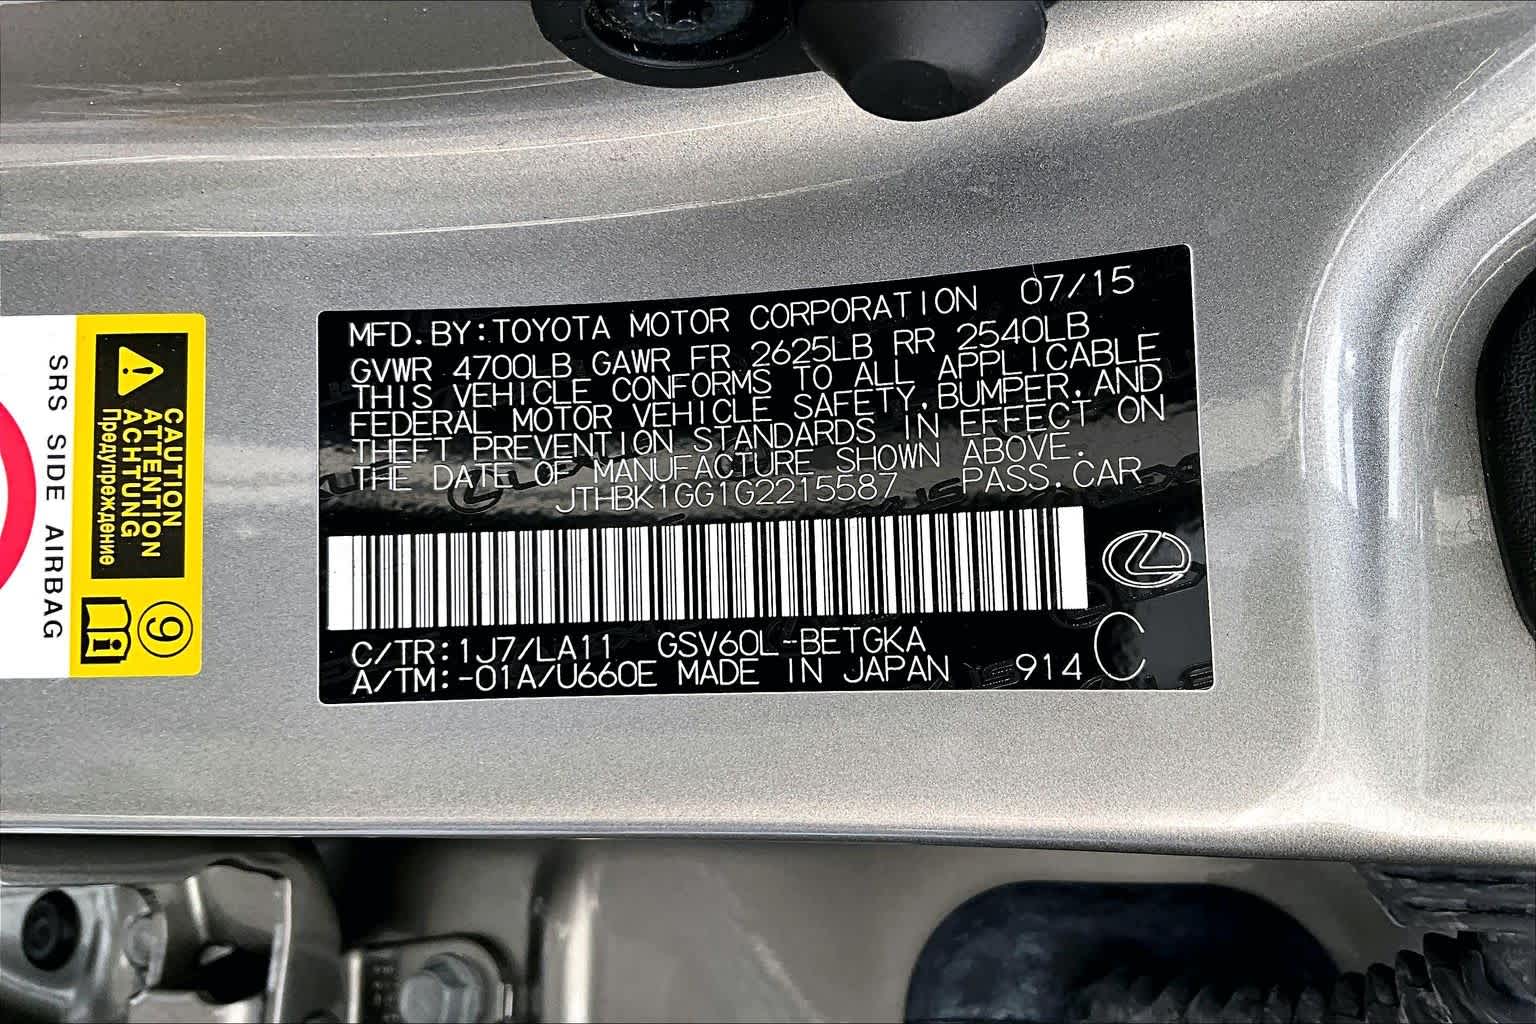 MFD.BY:TOYOTA MOTOR CORPORATION 07/15
GVWR 4700LB GAWR FR 2625LB RR 2540LB
THIS VEHICLE CONFORMS TO ALL APPLICABLE
FEDERAL MOTOR VEHICLE SAFETY,BUMPER,AND
THEFT PREVENTION STANDARDS IN EFFECT ON
THE DATE OF MANUFACTURE SHOWN ABOVE.
JTHBK1GG1G2215587 PASS.CAR
C/TR:1J7/LA11 GSV60L-BETGKA
A/TM:-01A/U660E MADE IN JAPAN 914 C
CAUTION
ATTENTION
ACHTUNG
Предупреждение
9
i
SRS SIDE AIRBAG